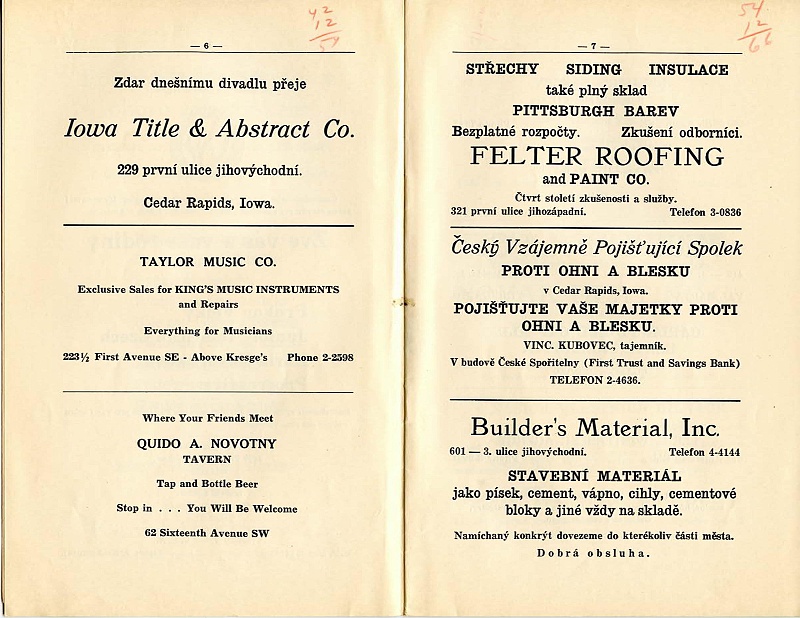 — 6 —
42
12
54
Zdar dnešnímu divadlu přeje
Iowa Title & Abstract Co.
229 první ulice jihovýchodní.
Cedar Rapids, Iowa.
TAYLOR MUSIC CO.
Exclusive Sales for KING'S MUSIC INSTRUMENTS
and Repairs
Everything for Musicians
223½ First Avenue SE - Above Kresge's Phone 2-2598
Where Your Friends Meet
QUIDO A. NOVOTNY
TAVERN
Tap and Bottle Beer
Stop in . . . You Will Be Welcome
62 Sixteenth Avenue SW
— 7 —
54
12
66
STŘECHY SIDING INSULACE
také plný sklad
PITTSBURGH BAREV
Bezplatné rozpočty. Zkušení odborníci.
FELTER ROOFING
and PAINT CO.
Čtvrt století zkušenosti a služby.
321 první ulice jihozápadní. Telefon 3-0836
Český Vzájemně Pojišťující Spolek
PROTI OHNI A BLESKU
v Cedar Rapids, Iowa.
POJIŠŤUJTE VAŠE MAJETKY PROTI
OHNI A BLESKU.
VINC. KUBOVEC, tajemník.
V budově České Spořitelny (First Trust and Savings Bank)
TELEFON 2-4636.
Builder's Material, Inc.
601 — 3. ulice jihovýchodní. Telefon 4-4144
STAVEBNÍ MATERIÁL
jako písek, cement, vápno, cihly, cementové
bloky a jiné vždy na skladě.
Namíchaný konkrýt dovezeme do kterékoliv části města.
Dobrá obsluha.